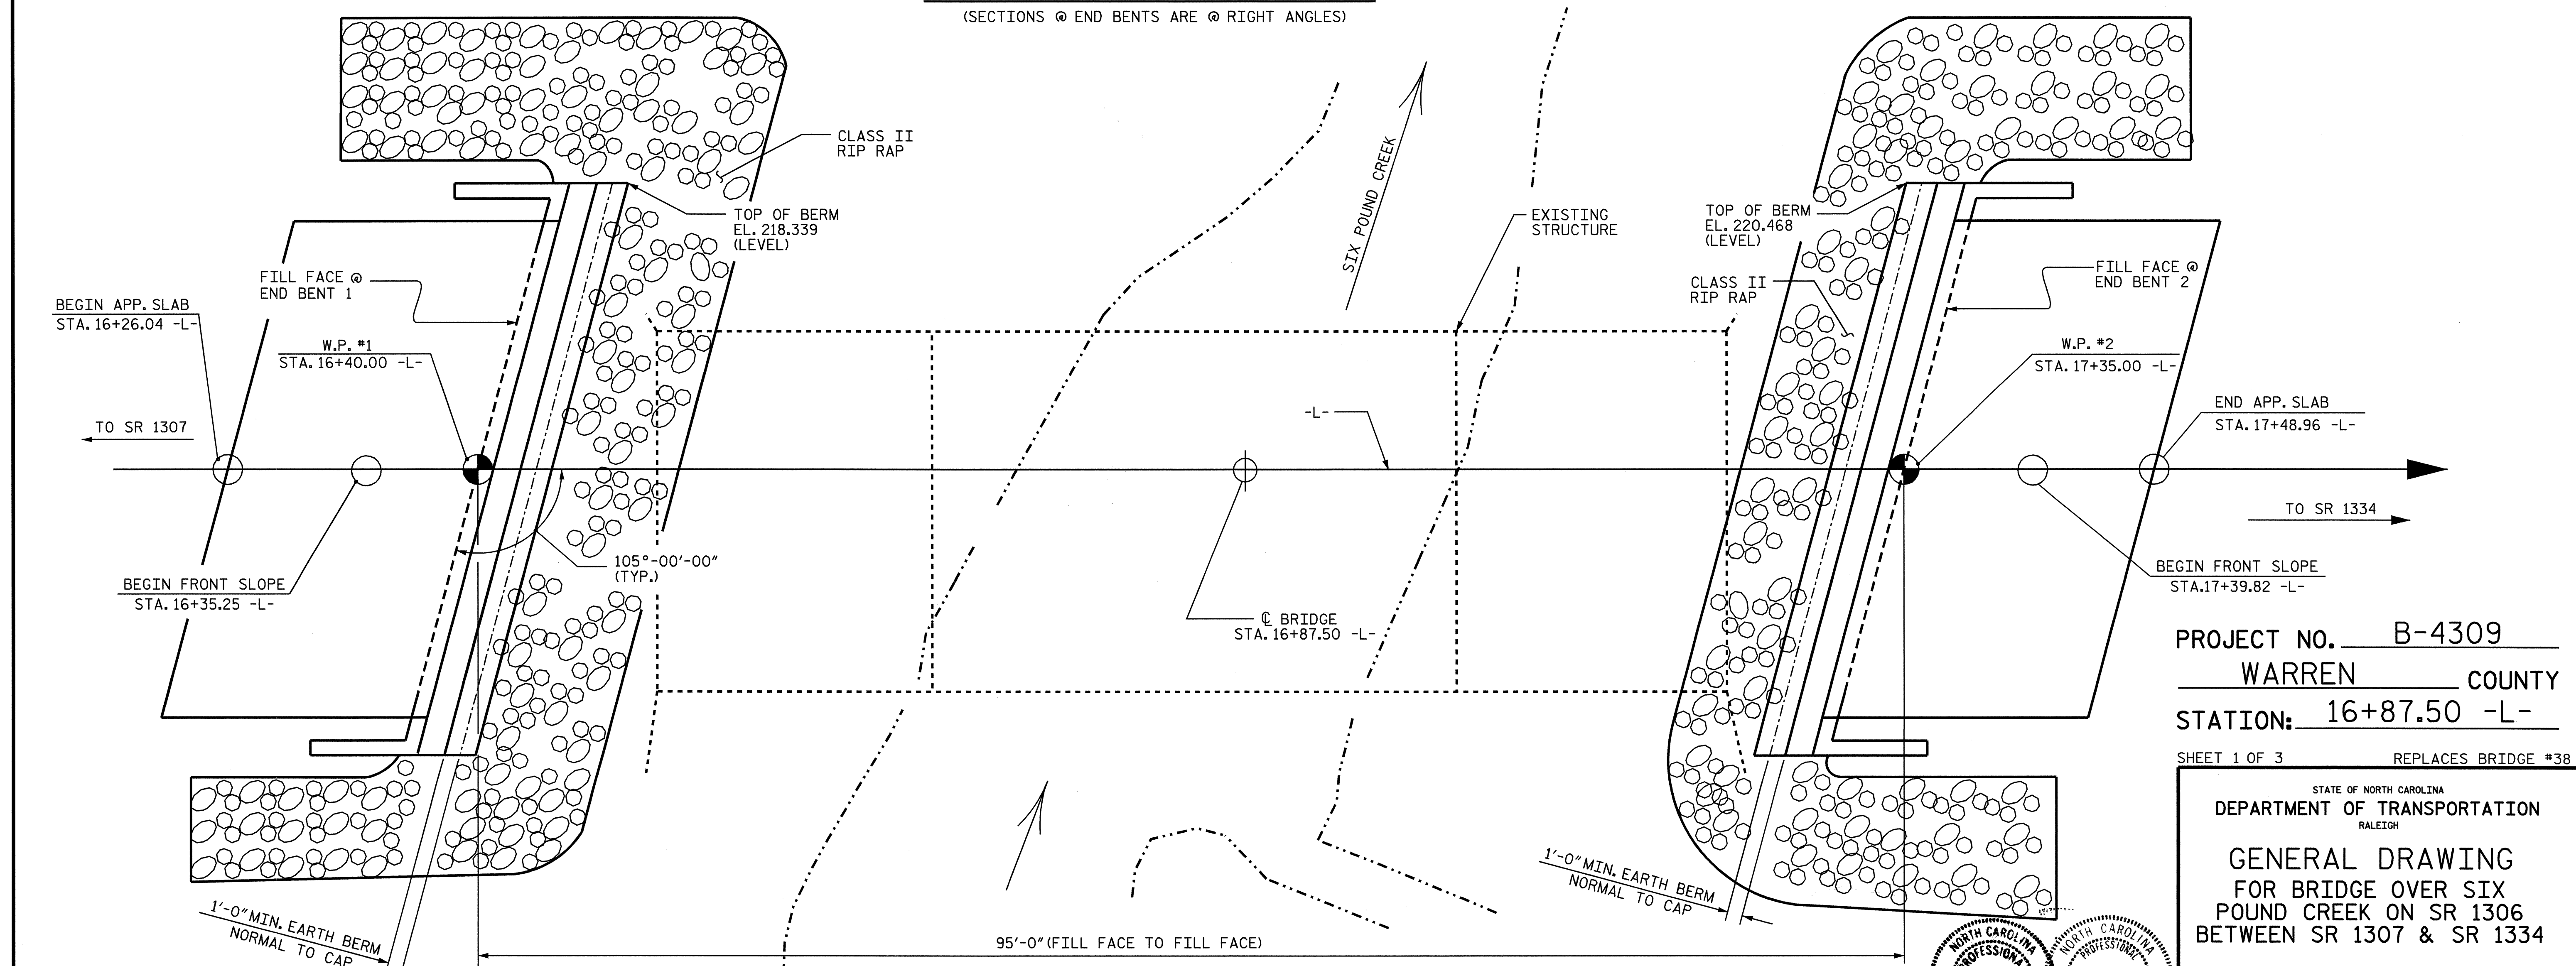 (SECTIONS @ END BENTS ARE @ RIGHT ANGLES)
CLASS II
RIP RAP
TOP OF BERM
EL. 218.339
(LEVEL)
SIX POUND CREEK
EXISTING
STRUCTURE
TOP OF BERM
EL. 220.468
(LEVEL)
CLASS II
RIP RAP
FILL FACE @
END BENT 1
FILL FACE @
END BENT 2
BEGIN APP. SLAB
STA. 16+26.04 -L-
W.P. #1
STA. 16+40.00 -L-
W.P. #2
STA. 17+35.00 -L-
END APP. SLAB
STA. 17+48.96 -L-
TO SR 1307
-L-
TO SR 1334
105°-00'-00"
(TYP.)
BEGIN FRONT SLOPE
STA. 16+35.25 -L-
BEGIN FRONT SLOPE
STA.17+39.82 -L-
℄ BRIDGE
STA. 16+87.50 -L-
PROJECT NO. B-4309
WARREN COUNTY
STATION: 16+87.50 -L-
SHEET 1 OF 3 REPLACES BRIDGE #38
STATE OF NORTH CAROLINA
DEPARTMENT OF TRANSPORTATION
RALEIGH
GENERAL DRAWING
FOR BRIDGE OVER SIX
POUND CREEK ON SR 1306
BETWEEN SR 1307 & SR 1334
1'-0" MIN. EARTH BERM
NORMAL TO CAP
1'-0" MIN. EARTH BERM
NORMAL TO CAP
95'-0" (FILL FACE TO FILL FACE)
NORTH CAROLINA
PROFESSIONAL
NORTH CAROLINA
PROFESSIONAL